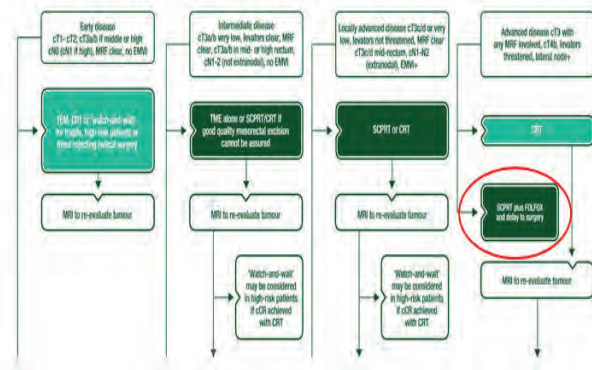 Early disease
cT1- cT2; cT3a/b if middle or high
cN0 (cN1 if high), MRF clear, no EMVI
TEM, CRT or 'watch-and-wait'
for fragile, high-risk patients or
those rejecting radical surgery
MRI to re-evaluate tumour
Intermediate disease
cT3a/b very low, levators clear, MRF
clear; cT3a/b in mid- or high rectum,
cN1-2 (not extranodal), no EMVI
TME alone or SCPRT/CRT if
good quality mesorectal excision
cannot be assured
MRI to re-evaluate tumour
'Watch-and-wait'
may be considered
in high-risk patients
if cCR achieved
with CRT
Locally advanced disease cT3c/d or very
low, levators not threatened, MRF clear
cT3c/d mid-rectum, cN1-N2
(extranodal), EMVI+
SCPRT or CRT
MRI to re-evaluate tumour
'Watch-and-wait'
may be considered
in high-risk patients
if cCR achieved
with CRT
Advanced disease cT3 with
any MRF involved, cT4b, levators
threatened, lateral node+
CRT
SCPRT plus FOLFOX
and delay to surgery
MRI to re-evaluate tumour